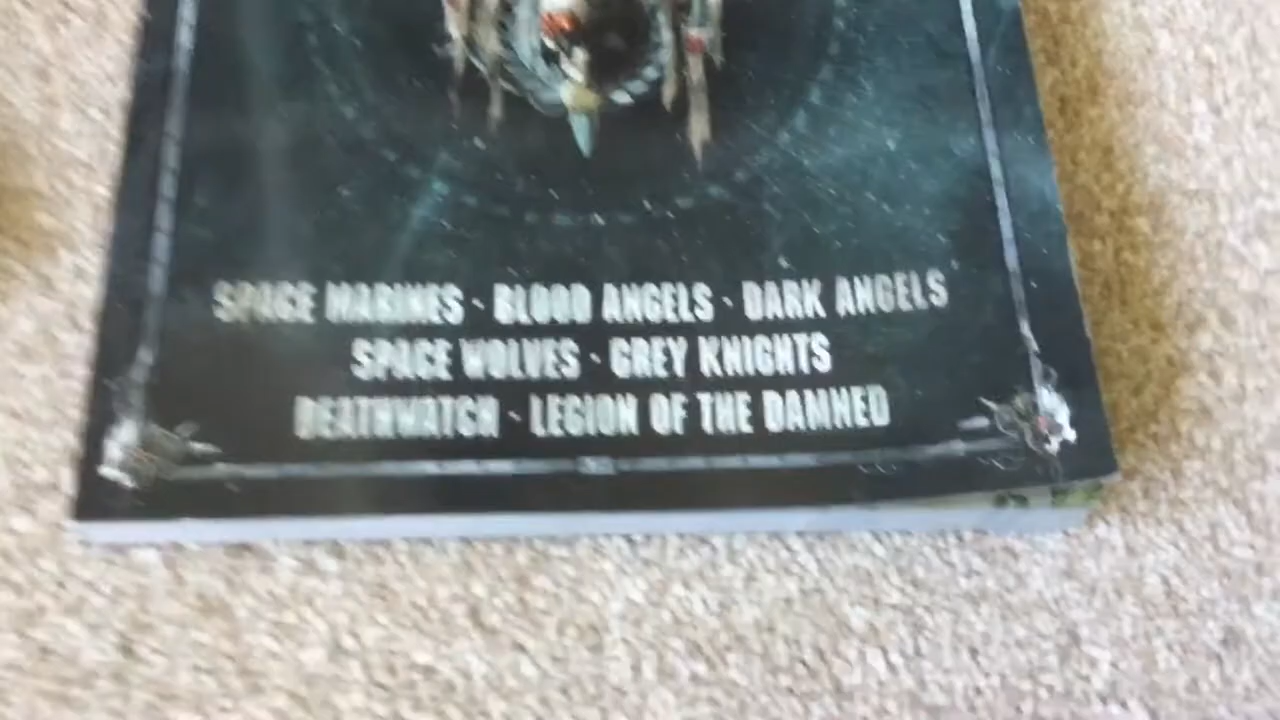 SPACE MARINES · BLOOD ANGELS · DARK ANGELS
SPACE WOLVES · GREY KNIGHTS
DEATHWATCH · LEGION OF THE DAMNED